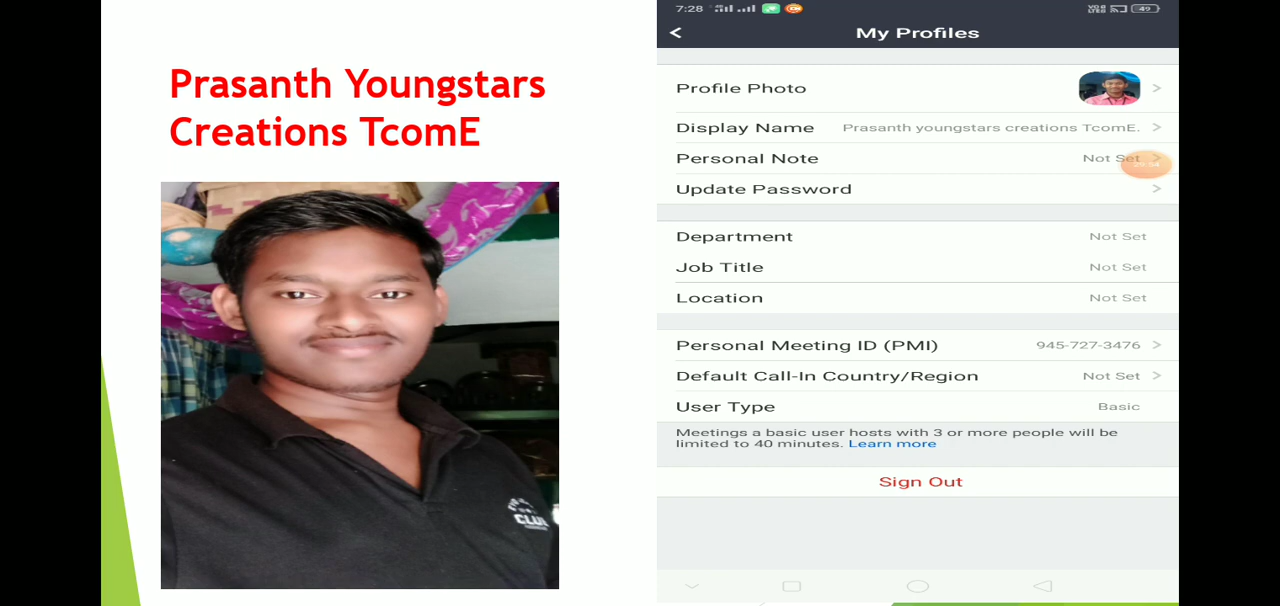 Prasanth Youngstars
Creations TcomE
CLUB
7:28
49
My Profiles
Profile Photo
Display Name Prasanth youngstars creations TcomE.
Personal Note Not Set
Update Password
Department Not Set
Job Title Not Set
Location Not Set
Personal Meeting ID (PMI) 945-727-3476
Default Call-In Country/Region Not Set
User Type Basic
Meetings a basic user hosts with 3 or more people will be
limited to 40 minutes. Learn more
Sign Out